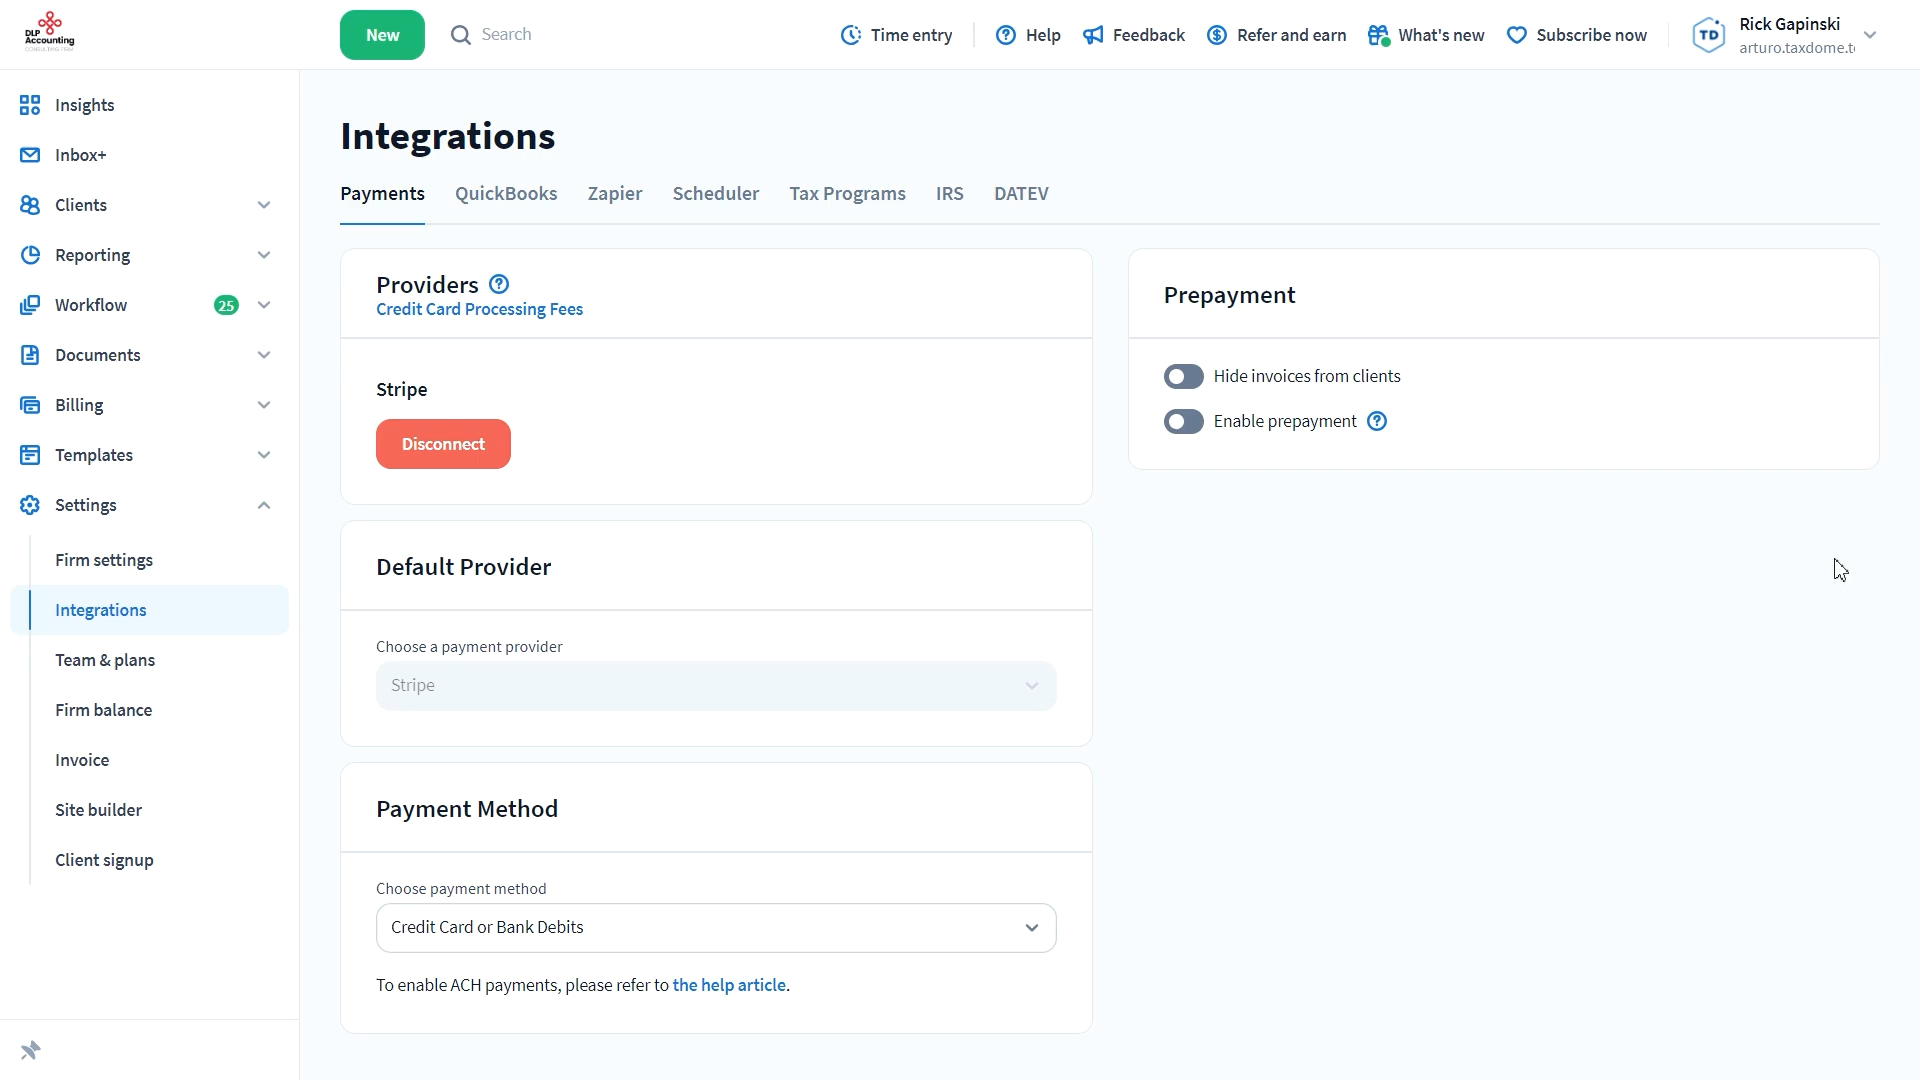 DLP
Accounting
CONSULTING FIRM
New
Search
Time entry
Help
Feedback
Refer and earn
What's new
Subscribe now
TD
Rick Gapinski
arturo.taxdome.t
Insights
Inbox+
Clients
Reporting
Workflow 25
Documents
Billing
Templates
Settings
Firm settings
Integrations
Team & plans
Firm balance
Invoice
Site builder
Client signup
Integrations
Payments QuickBooks Zapier Scheduler Tax Programs IRS DATEV
Providers ?
Credit Card Processing Fees
Stripe
Disconnect
Default Provider
Choose a payment provider
Stripe
Payment Method
Choose payment method
Credit Card or Bank Debits
To enable ACH payments, please refer to the help article.
Prepayment
Hide invoices from clients
Enable prepayment ?